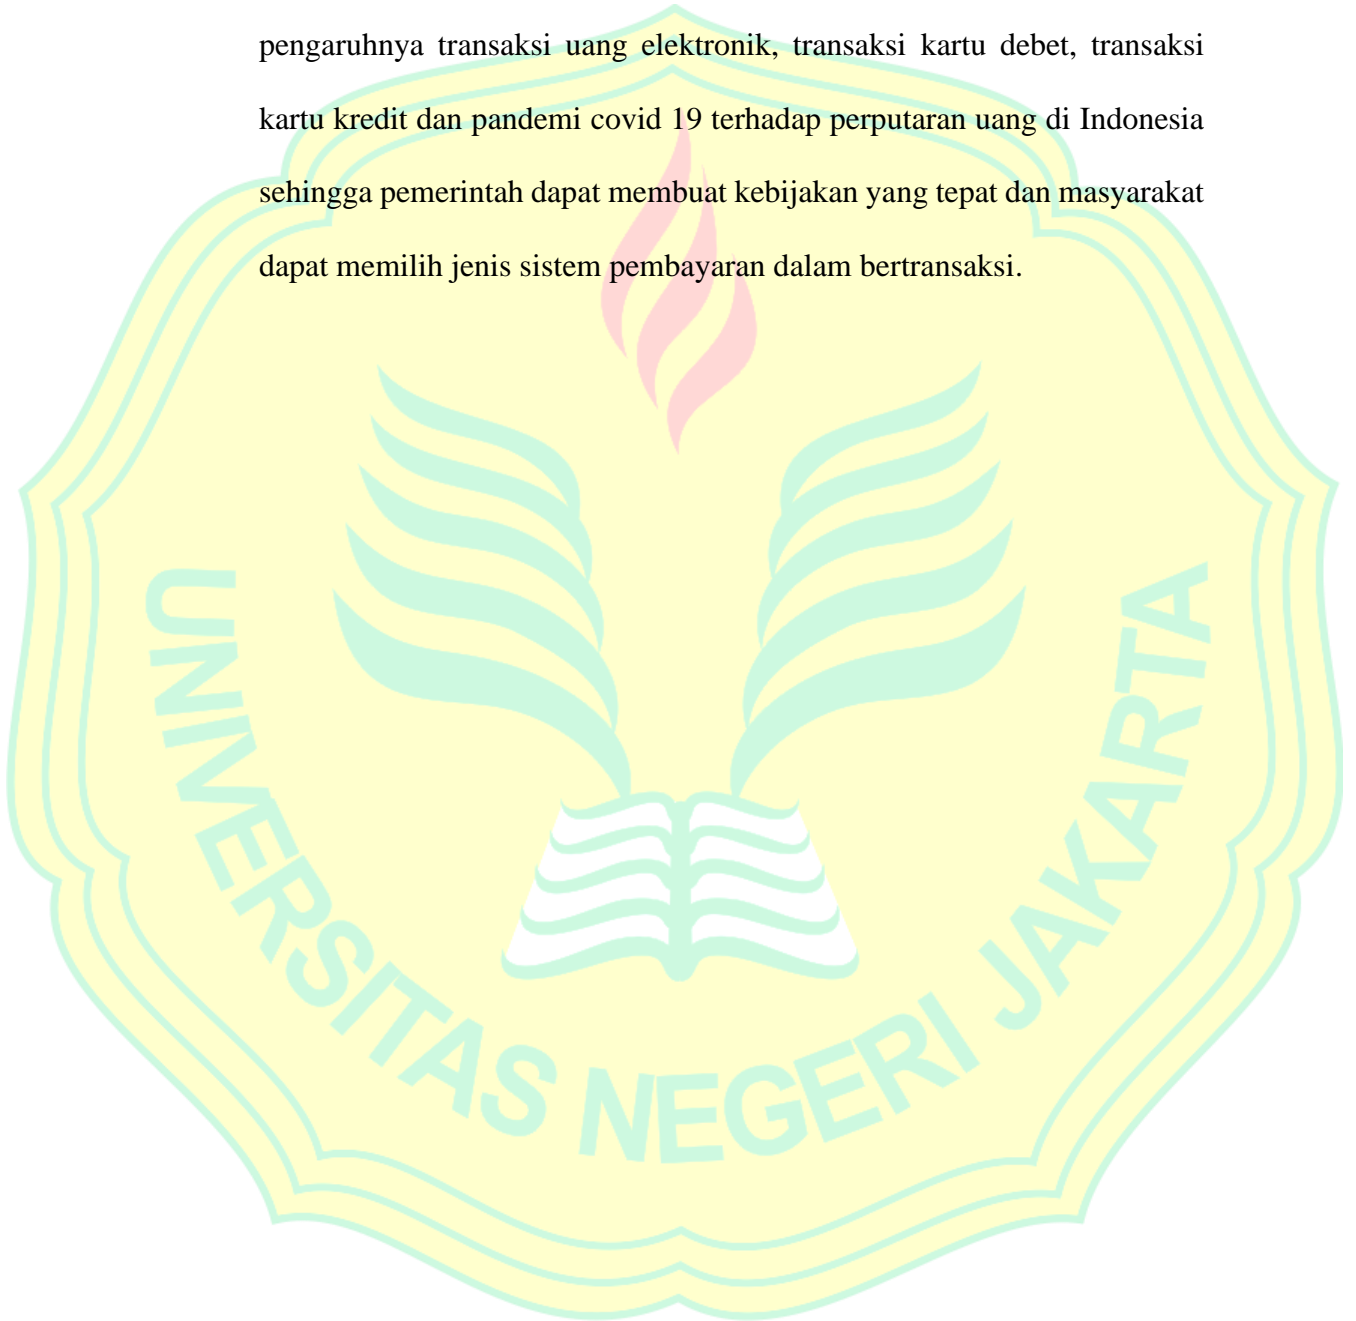 pengaruhnya transaksi uang elektronik, transaksi kartu debet, transaksi
kartu kredit dan pandemi covid 19 terhadap perputaran uang di Indonesia
sehingga pemerintah dapat membuat kebijakan yang tepat dan masyarakat
dapat memilih jenis sistem pembayaran dalam bertransaksi.
UNIVERSITAS NEGERI JAKARTA